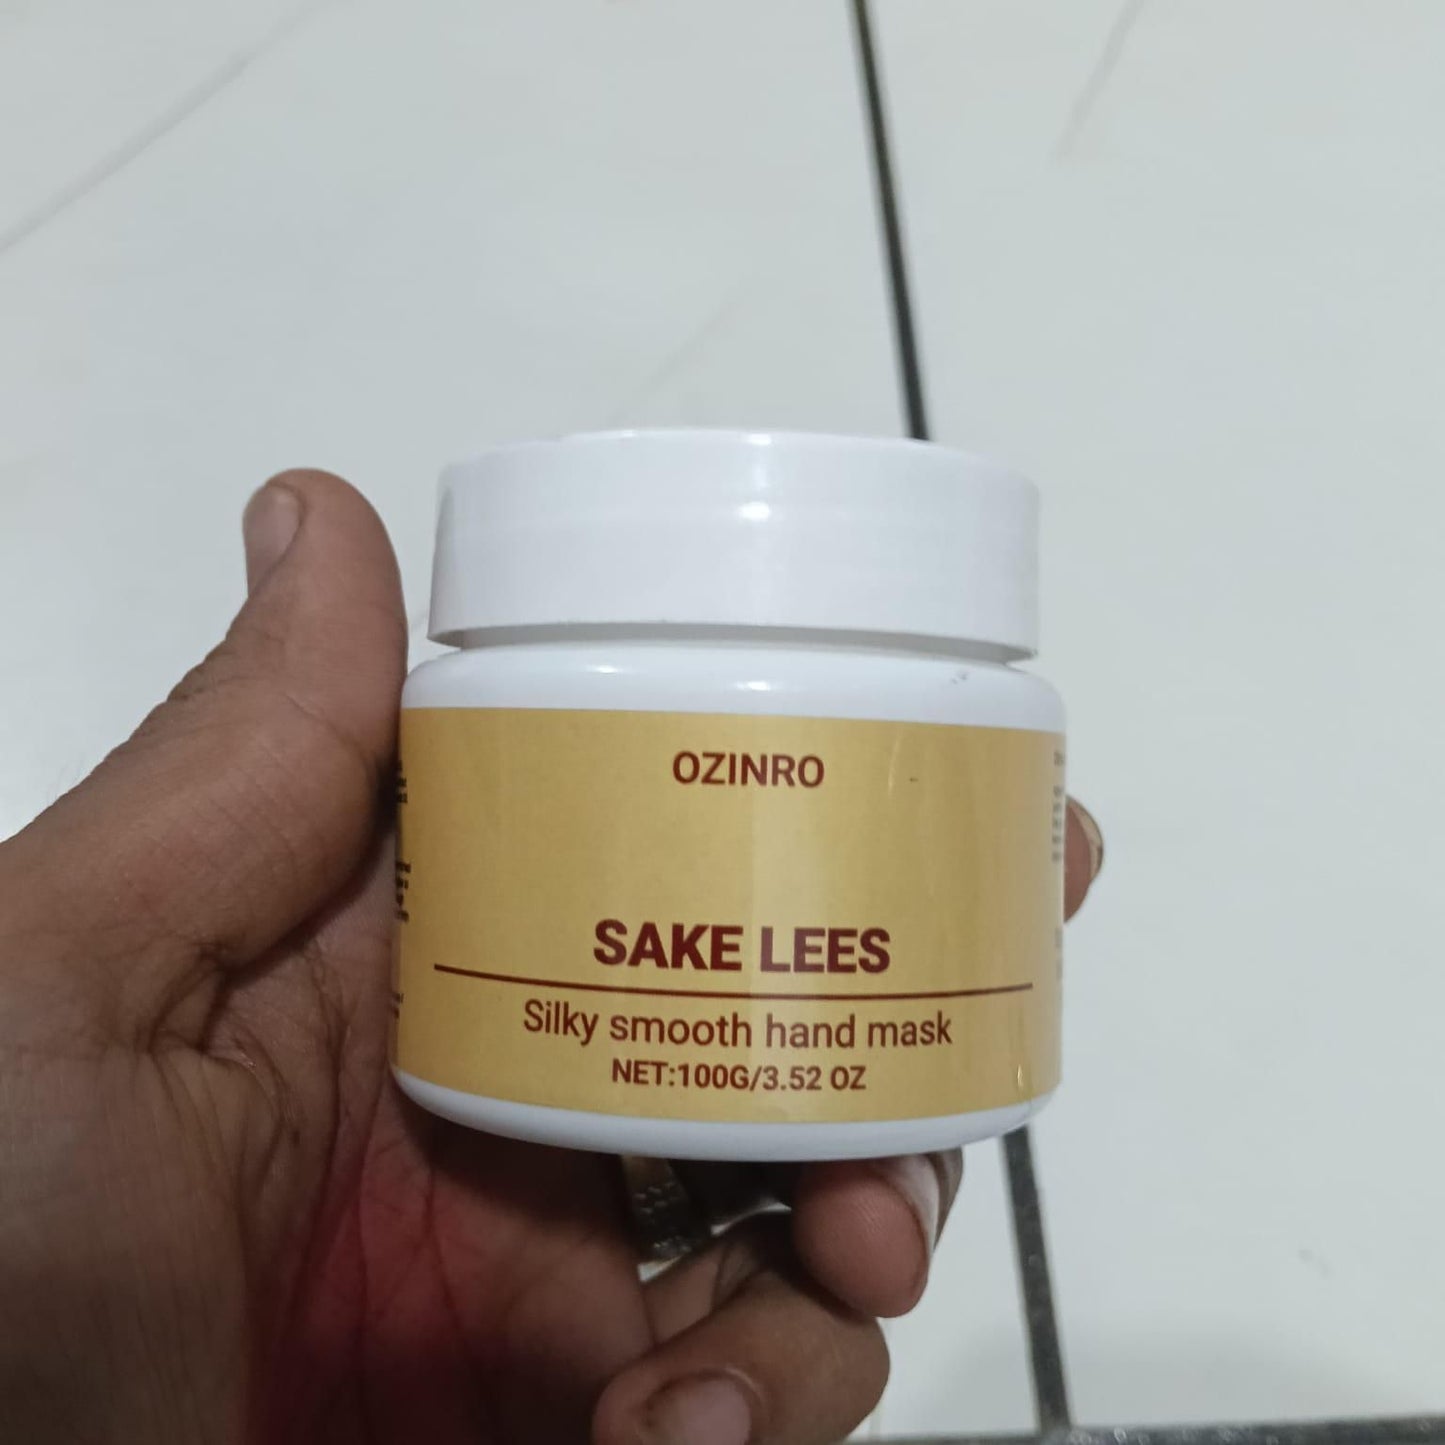 OZINRO
SAKE LEES
Silky smooth hand mask
NET:100G/3.52 OZ